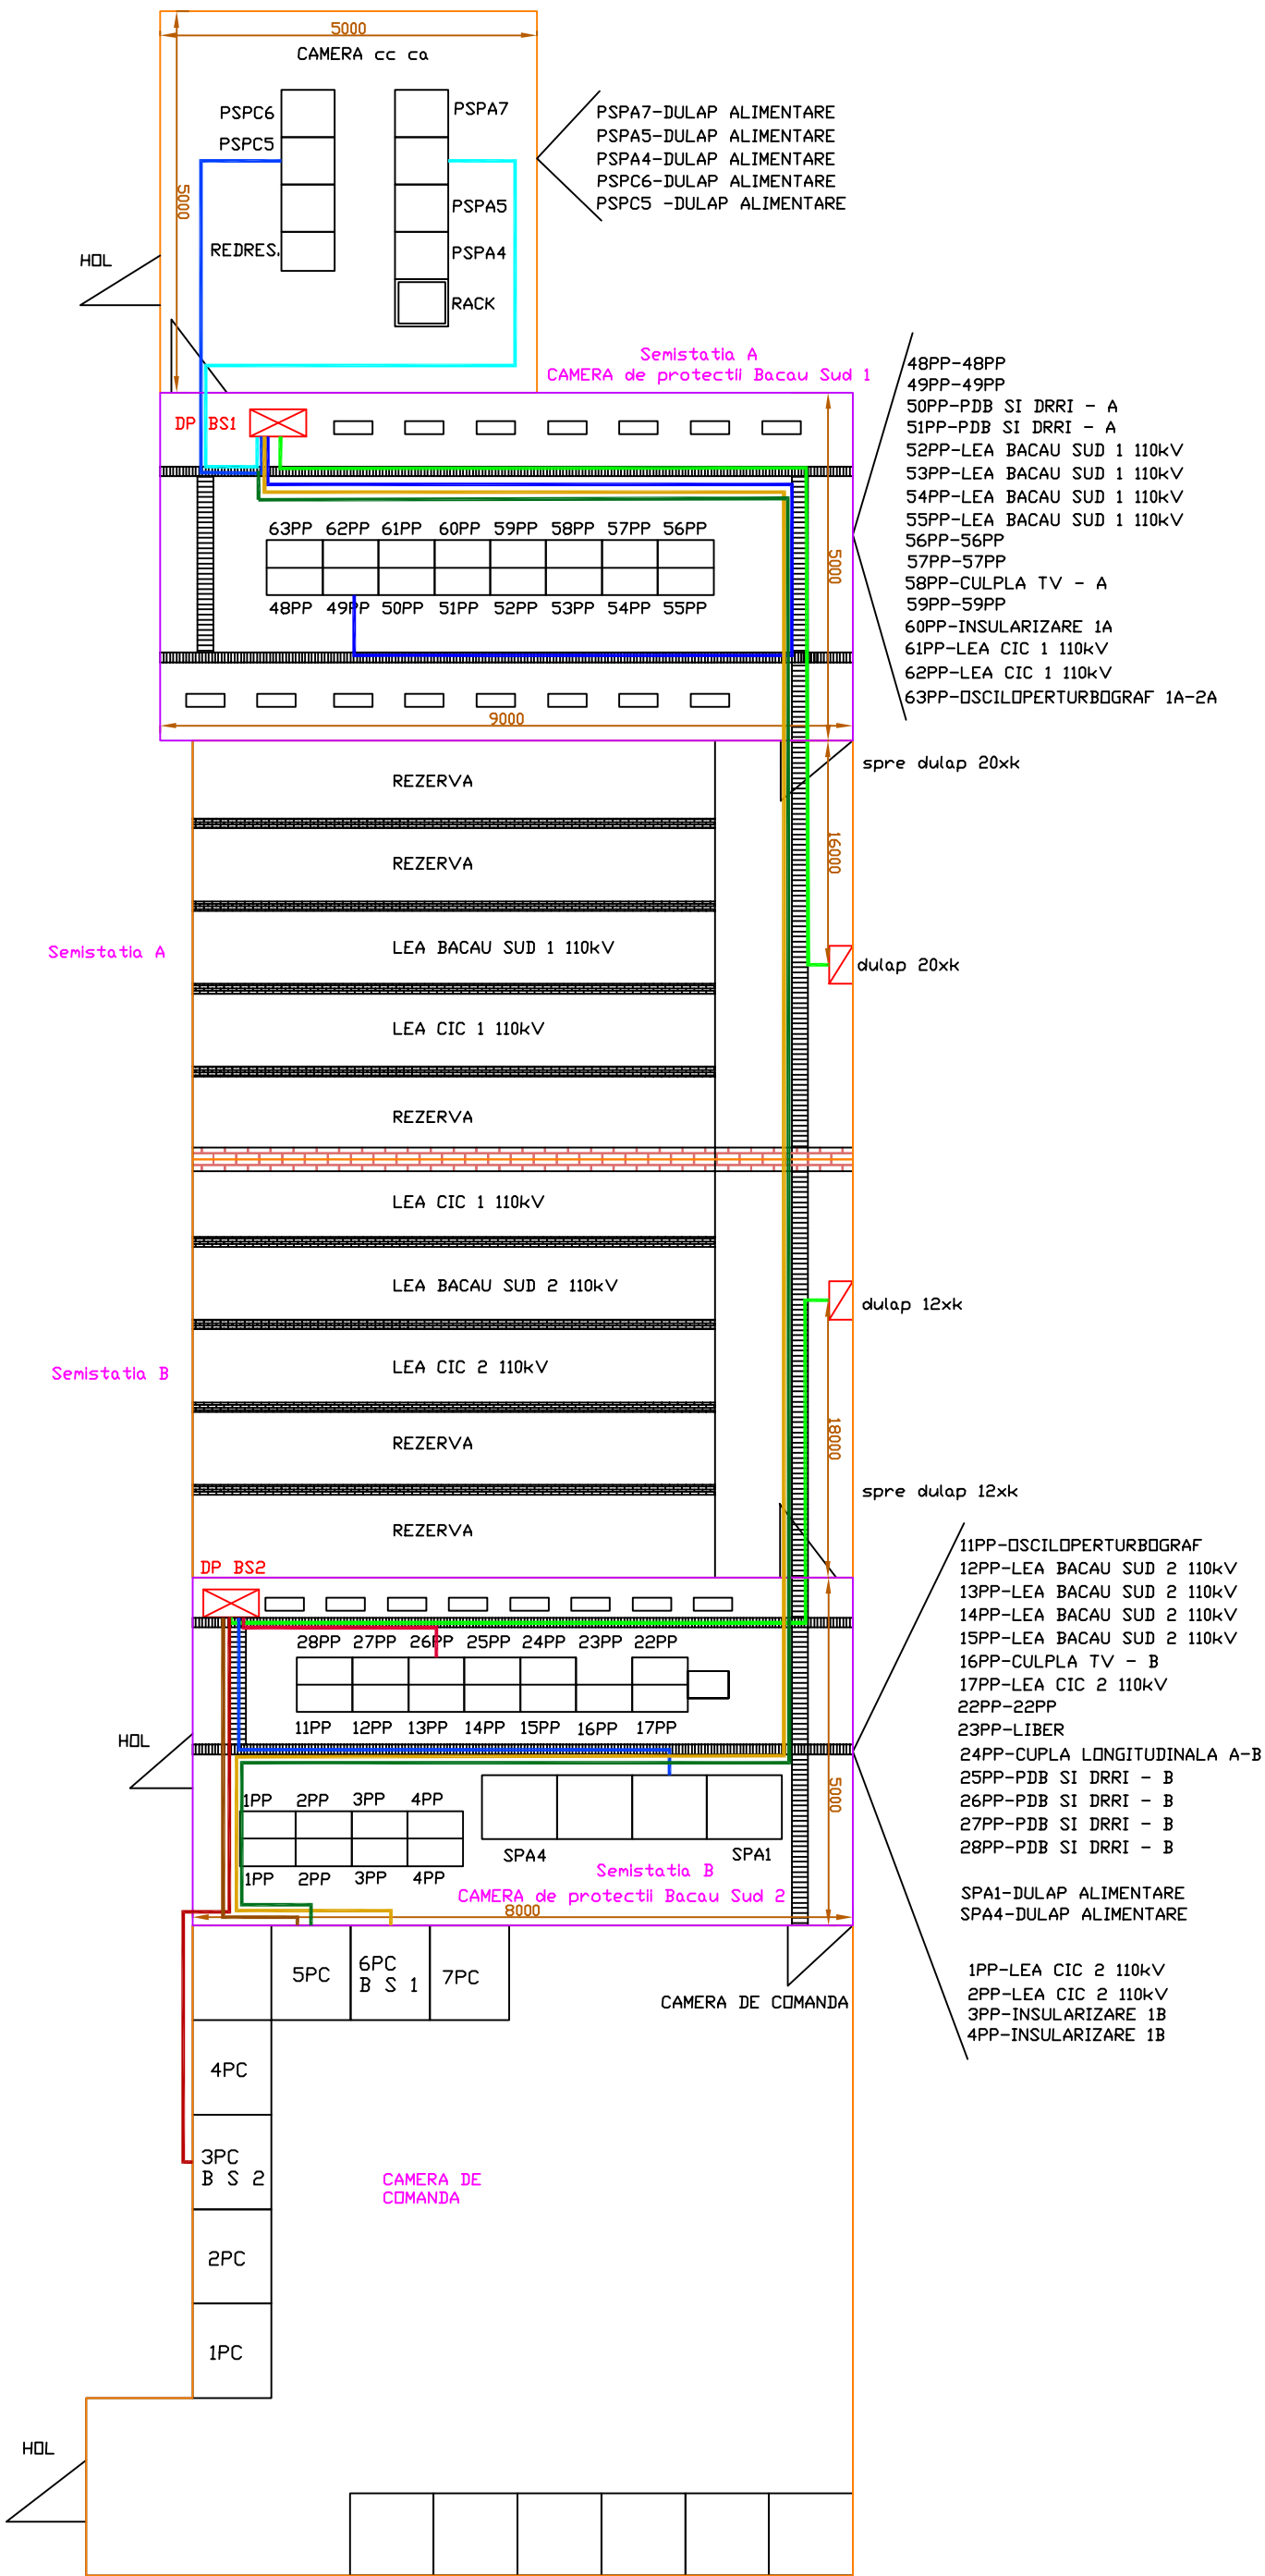 5000
CAMERA cc ca
PSPC6
PSPA7
PSPC5
PSPA7-DULAP ALIMENTARE
PSPA5-DULAP ALIMENTARE
PSPA4-DULAP ALIMENTARE
PSPC6-DULAP ALIMENTARE
PSPC5 -DULAP ALIMENTARE
5000
PSPA5
REDRES.
PSPA4
HOL
RACK
Semistatia A
CAMERA de protectii Bacau Sud 1
DP BS1
48PP-48PP
49PP-49PP
50PP-PDB SI DRRI - A
51PP-PDB SI DRRI - A
52PP-LEA BACAU SUD 1 110kV
53PP-LEA BACAU SUD 1 110kV
54PP-LEA BACAU SUD 1 110kV
55PP-LEA BACAU SUD 1 110kV
56PP-56PP
57PP-57PP
58PP-CULPLA TV - A
59PP-59PP
60PP-INSULARIZARE 1A
61PP-LEA CIC 1 110kV
62PP-LEA CIC 1 110kV
63PP-OSCILOPERTURBOGRAF 1A-2A
63PP 62PP 61PP 60PP 59PP 58PP 57PP 56PP
48PP 49PP 50PP 51PP 52PP 53PP 54PP 55PP
5000
9000
REZERVA
spre dulap 20xk
16000
REZERVA
Semistatia A
LEA BACAU SUD 1 110kV
dulap 20xk
LEA CIC 1 110kV
REZERVA
LEA CIC 1 110kV
LEA BACAU SUD 2 110kV
dulap 12xk
Semistatia B
LEA CIC 2 110kV
18000
REZERVA
spre dulap 12xk
REZERVA
DP BS2
11PP-OSCILOPERTURBOGRAF
12PP-LEA BACAU SUD 2 110kV
13PP-LEA BACAU SUD 2 110kV
14PP-LEA BACAU SUD 2 110kV
15PP-LEA BACAU SUD 2 110kV
16PP-CULPLA TV - B
17PP-LEA CIC 2 110kV
22PP-22PP
23PP-LIBER
24PP-CUPLA LONGITUDINALA A-B
25PP-PDB SI DRRI - B
26PP-PDB SI DRRI - B
27PP-PDB SI DRRI - B
28PP-PDB SI DRRI - B
SPA1-DULAP ALIMENTARE
SPA4-DULAP ALIMENTARE
1PP-LEA CIC 2 110kV
2PP-LEA CIC 2 110kV
3PP-INSULARIZARE 1B
4PP-INSULARIZARE 1B
28PP 27PP 26PP 25PP 24PP 23PP 22PP
11PP 12PP 13PP 14PP 15PP 16PP 17PP
HOL
5000
1PP 2PP 3PP 4PP
SPA4 SPA1
1PP 2PP 3PP 4PP
Semistatia B
CAMERA de protectii Bacau Sud 2
8000
5PC
6PC
B S 1
7PC
CAMERA DE COMANDA
4PC
3PC
B S 2
CAMERA DE
COMANDA
2PC
1PC
HOL